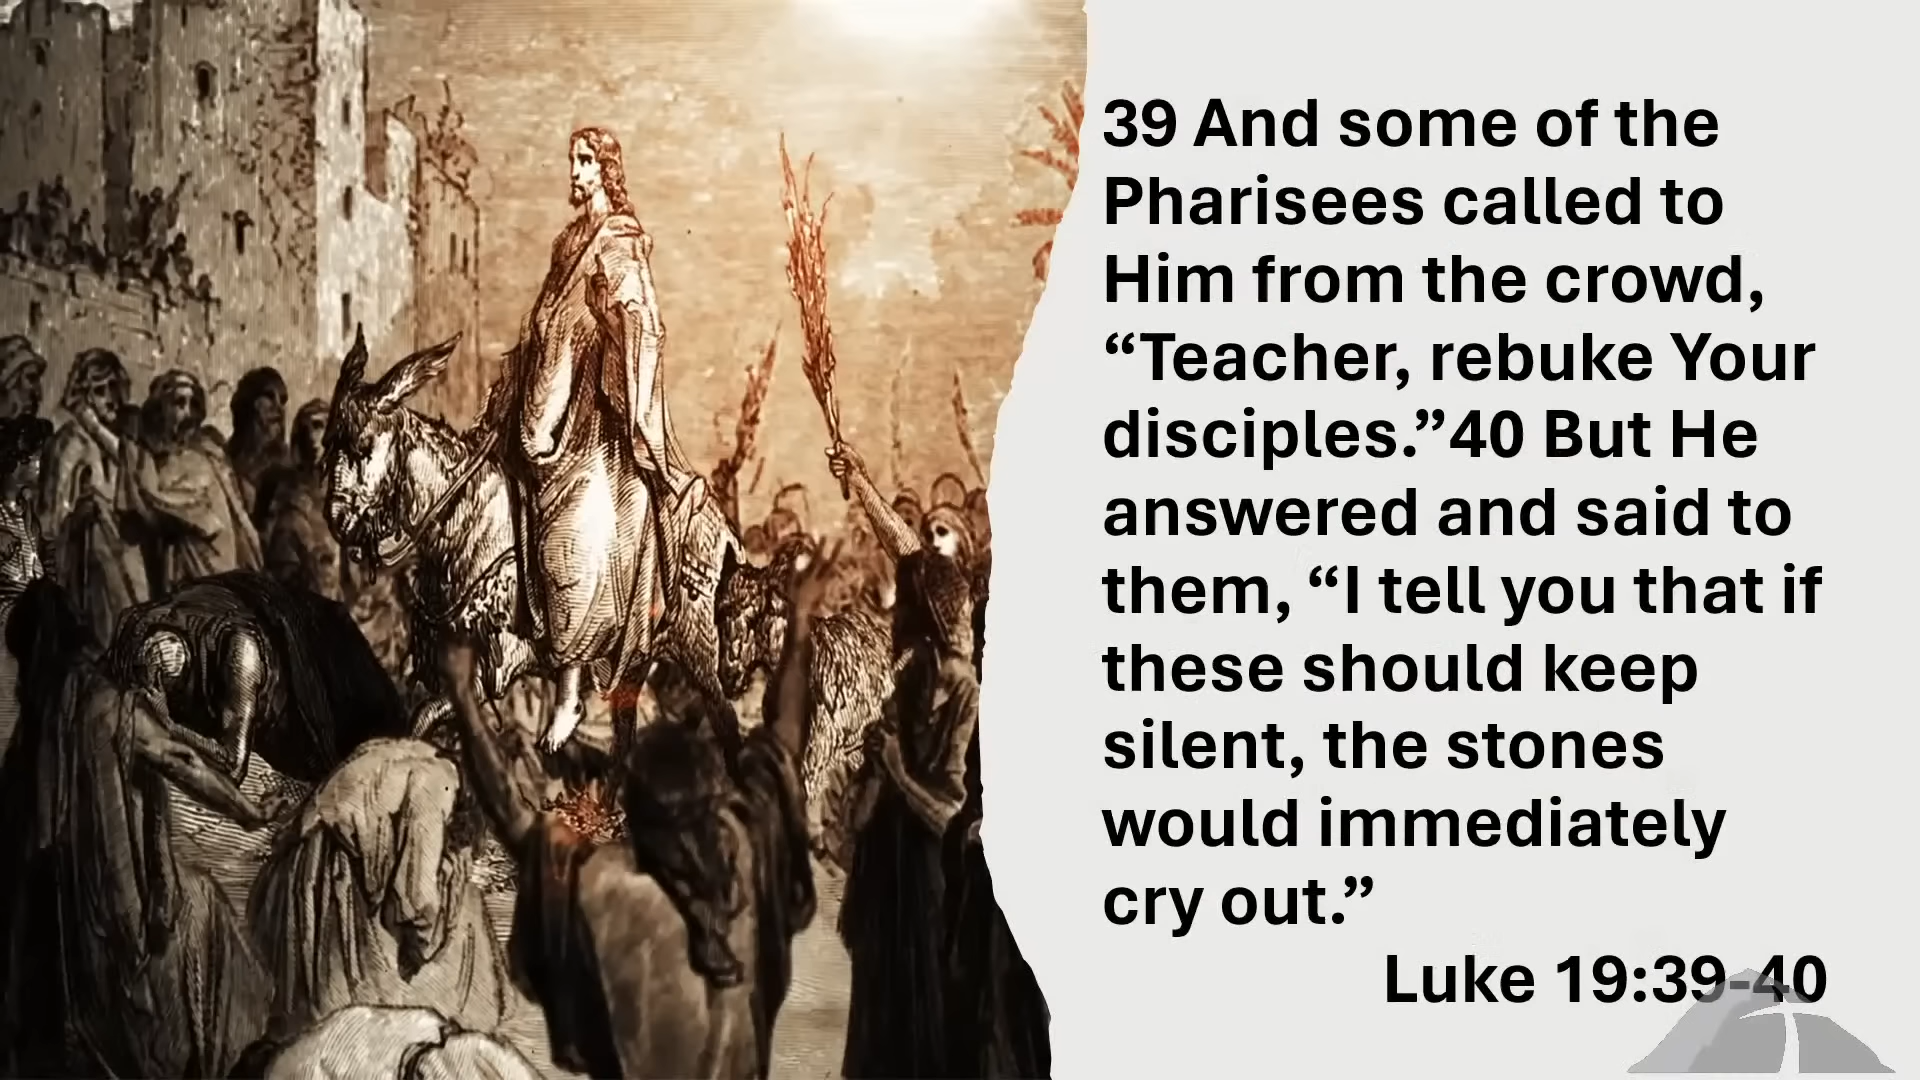 39 And some of the
Pharisees called to
Him from the crowd,
“Teacher, rebuke Your
disciples.”40 But He
answered and said to
them, “I tell you that if
these should keep
silent, the stones
would immediately
cry out.”
Luke 19:39-40